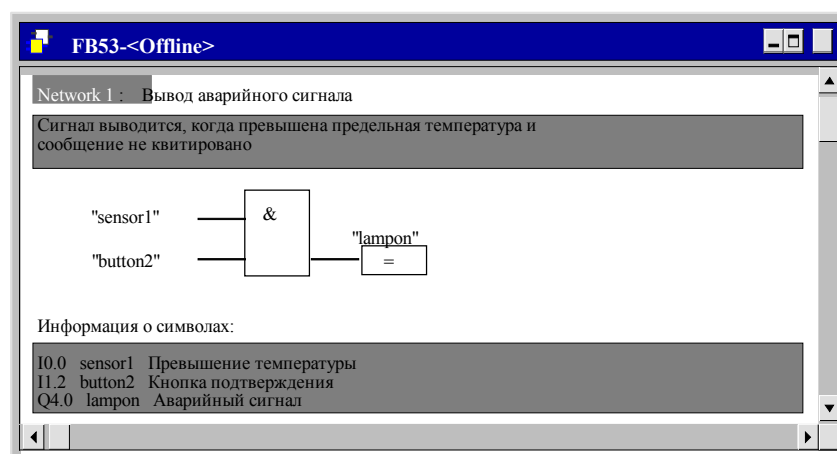 FB53-<Offline>
Network 1 : Вывод аварийного сигнала
Сигнал выводится, когда превышена предельная температура и
сообщение не квитировано
"sensor1"
&
"button2"
"lampon"
=
Информация о символах:
I0.0 sensor1 Превышение температуры
I1.2 button2 Кнопка подтверждения
Q4.0 lampon Аварийный сигнал